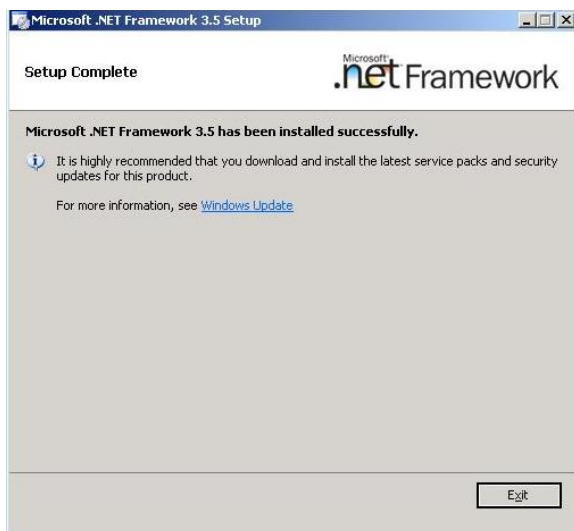 Microsoft .NET Framework 3.5 Setup
Setup Complete
Microsoft
.net Framework
Microsoft .NET Framework 3.5 has been installed successfully.
It is highly recommended that you download and install the latest service packs and security
updates for this product.
For more information, see Windows Update
Exit